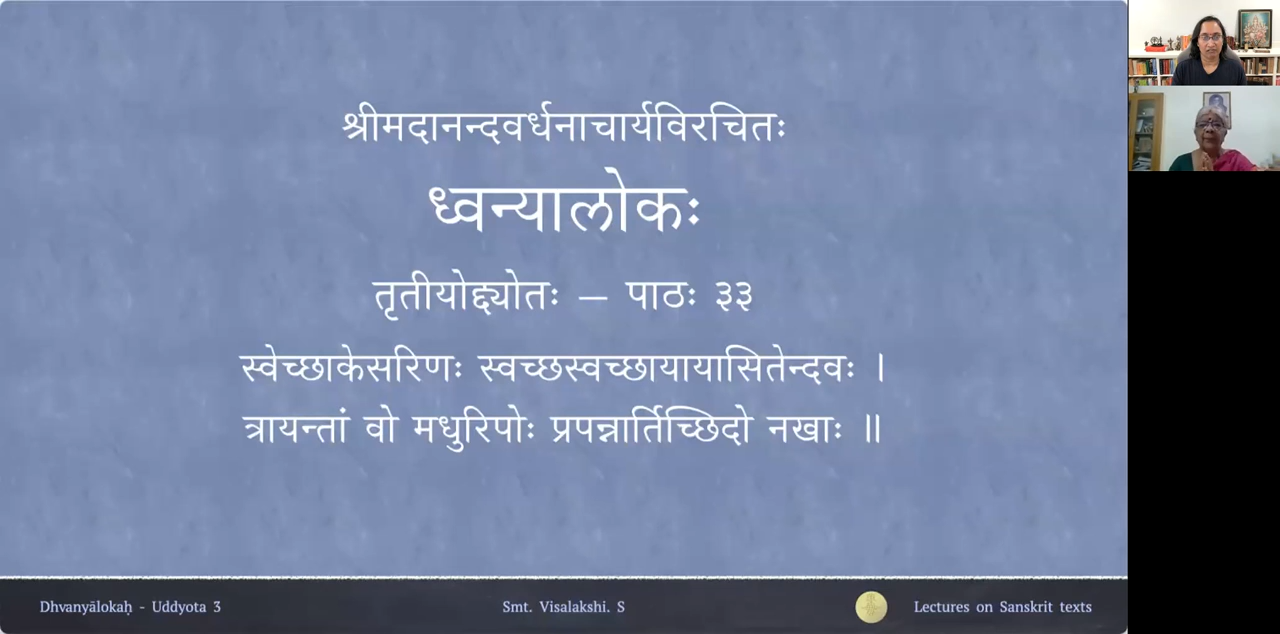 श्रीमदानन्दवर्धनाचार्यविरचितः
ध्वन्यालोकः
तृतीयोद्द्योतः – पाठः ३३
स्वेच्छाकेसरिणः स्वच्छस्वच्छायायासितेन्दवः ।
त्रायन्तां वो मधुरिपोः प्रपन्नार्तिच्छिदो नखाः ॥
Dhvanyālokaḥ - Uddyota 3
Smt. Visalakshi. S
Lectures on Sanskrit texts